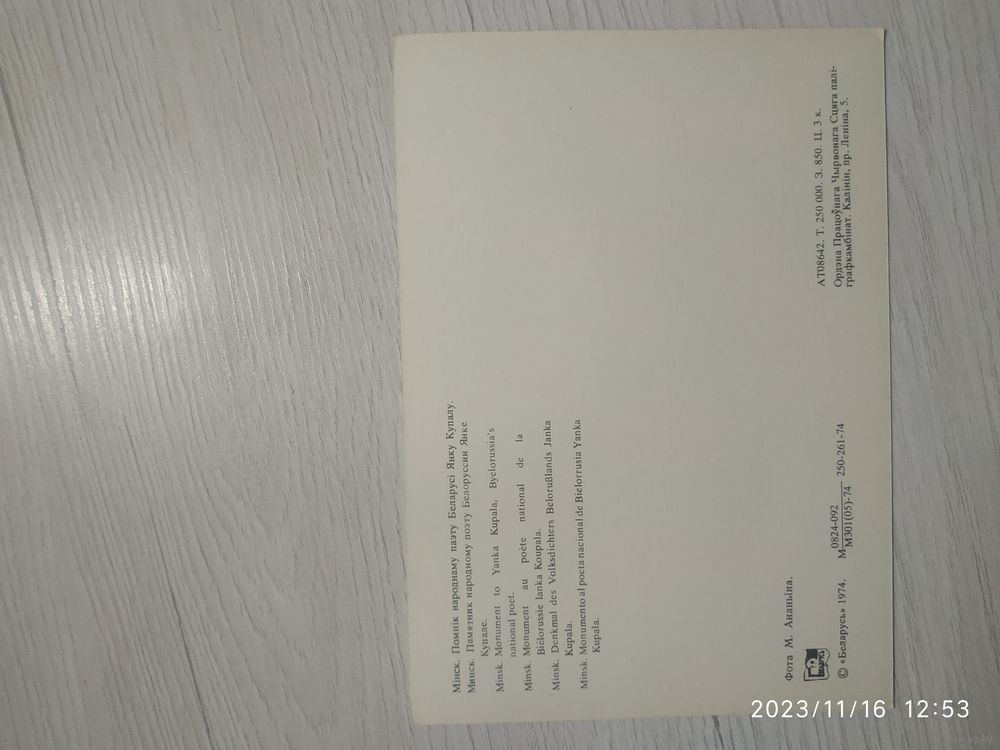 Мінск. Помнік народнаму паэту Беларусі Янку Купалу.
Минск. Памятник народному поэту Белоруссии Янке
Купале.
Minsk. Monument to Yanka Kupala, Byelorussia's
national poet.
Minsk. Monument au poète national de la
Biélorussie Ianka Koupala.
Minsk. Denkmal des Volksdichters Belorußlands Janka
Kupala.
Minsk. Monumento al poeta nacional de Bielorrusia Yanka
Kupala.
Фота М. Ананьіна.
© «Беларусь» 1974.
М 0824-092
М301(05)-74
250-261-74
АТ08642. Т. 250 000. З. 850. Ц. 3 к.
Ордэна Працоўнага Чырвонага Сцяга палі-
графкамбінат. Калінін, пр. Леніна, 5.
2023/11/16 12:53